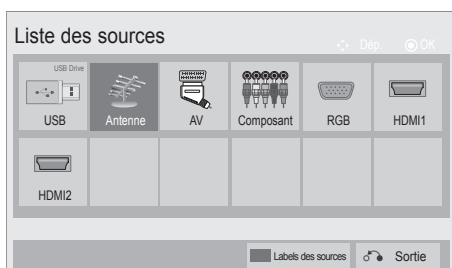 Liste des sources
Dép. OK
USB Drive
USB Antenne AV Composant RGB HDMI1
HDMI2
Labels des sources Sortie